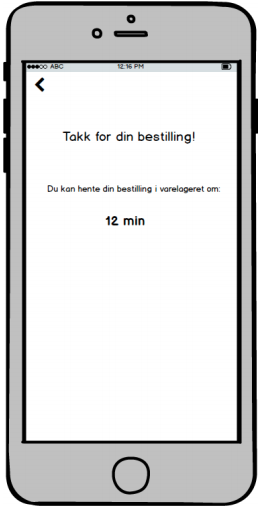 ABC 12:16 PM
Takk for din bestilling!
Du kan hente din bestilling i varelageret om:
12 min